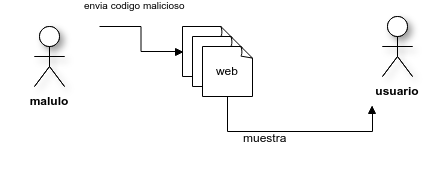 envia codigo malicioso
web
malulo
usuario
muestra